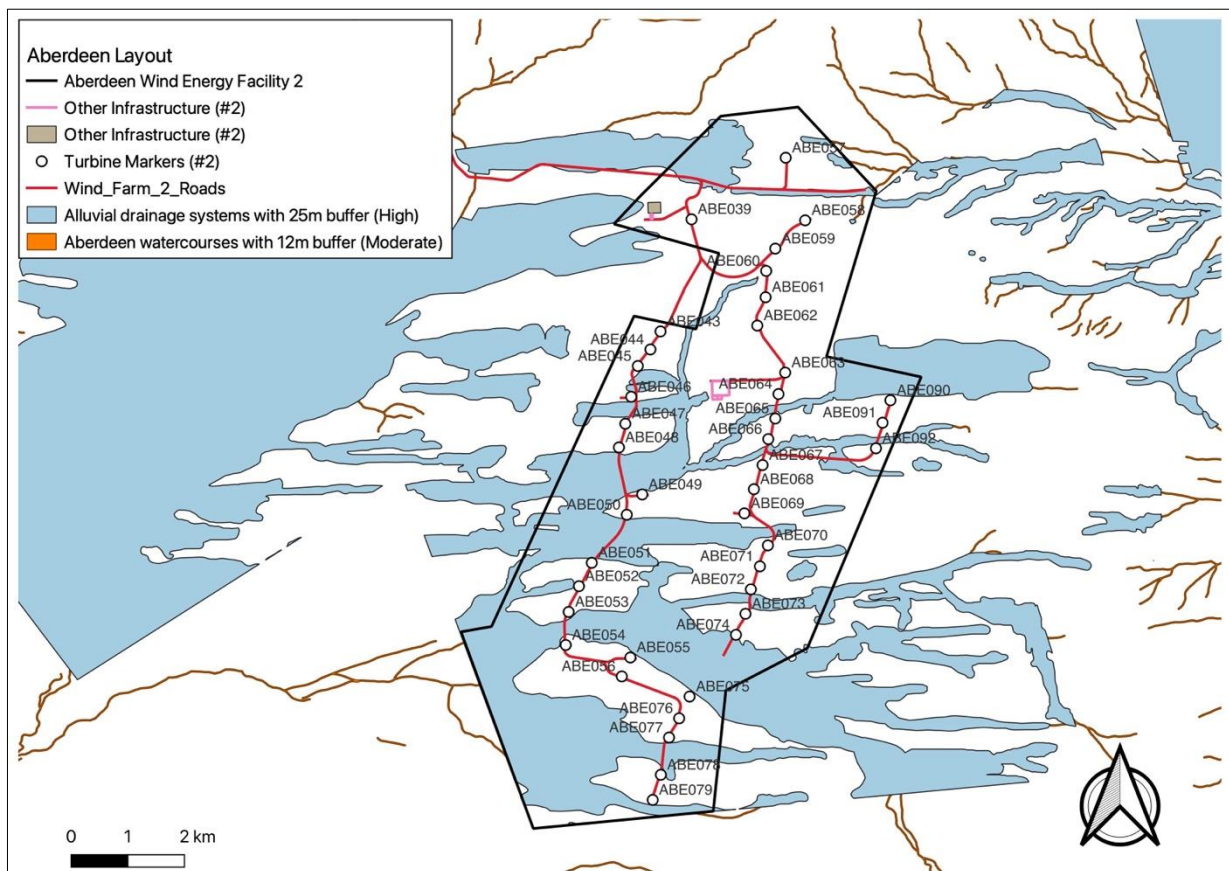 Aberdeen Layout
Aberdeen Wind Energy Facility 2
Other Infrastructure (#2)
Other Infrastructure (#2)
Turbine Markers (#2)
Wind_Farm_2_Roads
Alluvial drainage systems with 25m buffer (High)
Aberdeen watercourses with 12m buffer (Moderate)
ABE057
ABE039
ABE058
ABE059
ABE060
ABE061
ABE062
ABE043
ABE044
ABE045
ABE063
ABE046
ABE064
ABE090
ABE047
ABE065
ABE091
ABE048
ABE066
ABE092
ABE067
ABE068
ABE049
ABE050
ABE069
ABE070
ABE051
ABE071
ABE052
ABE072
ABE053
ABE073
ABE054
ABE074
ABE055
ABE056
ABE075
ABE076
ABE077
ABE078
ABE079
0 1 2 km